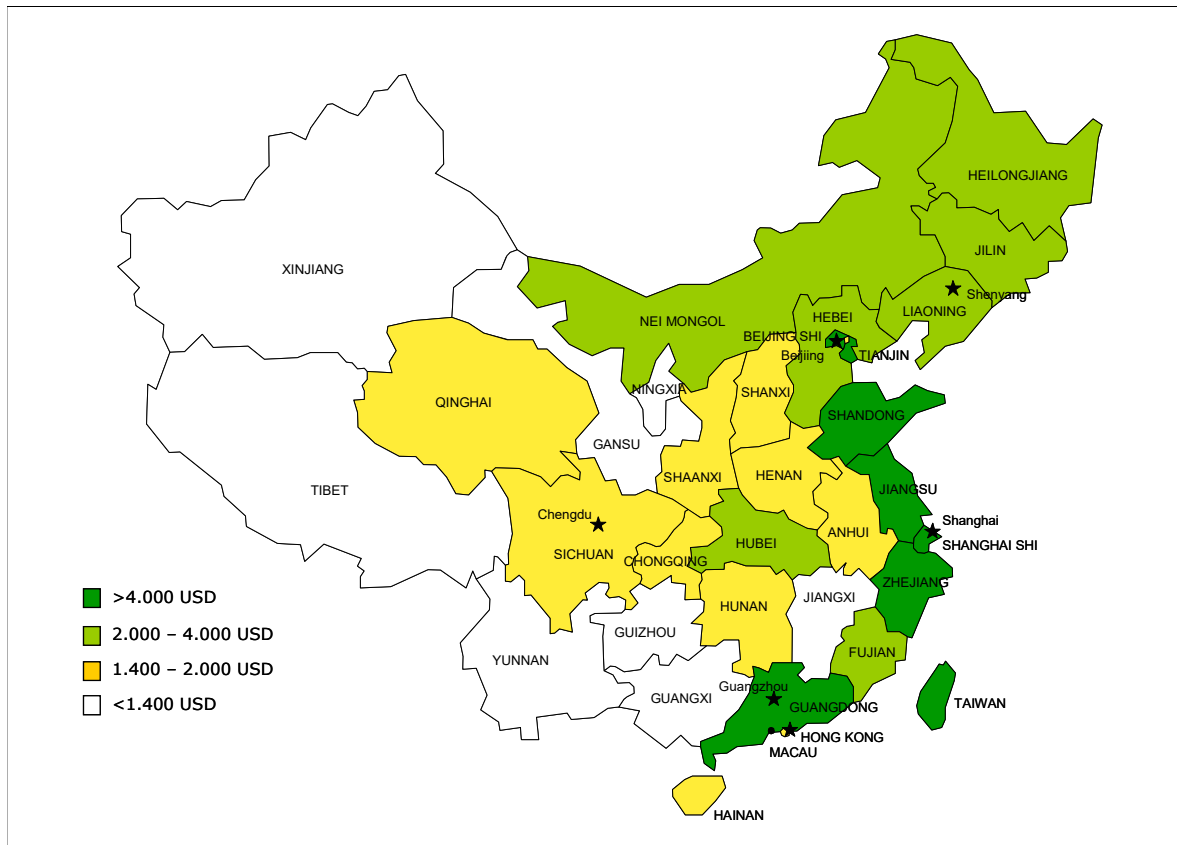 HEILONGJIANG
JILIN
XINJIANG
Shenyang
LIAONING
HEBEI
NEI MONGOL
BEIJING SHI
Berjiing
TIANJIN
NINGXIA
SHANXI
QINGHAI
SHANDONG
GANSU
SHAANXI
HENAN
TIBET
JIANGSU
Chengdu
Shanghai
ANHUI
SHANGHAI SHI
HUBEI
SICHUAN
CHONGQING
ZHEJIANG
>4.000 USD
JIANGXI
HUNAN
2.000 – 4.000 USD
GUIZHOU
FUJIAN
YUNNAN
1.400 – 2.000 USD
Guangzhou
GUANGXI
<1.400 USD
GUANGDONG
TAIWAN
HONG KONG
MACAU
HAINAN